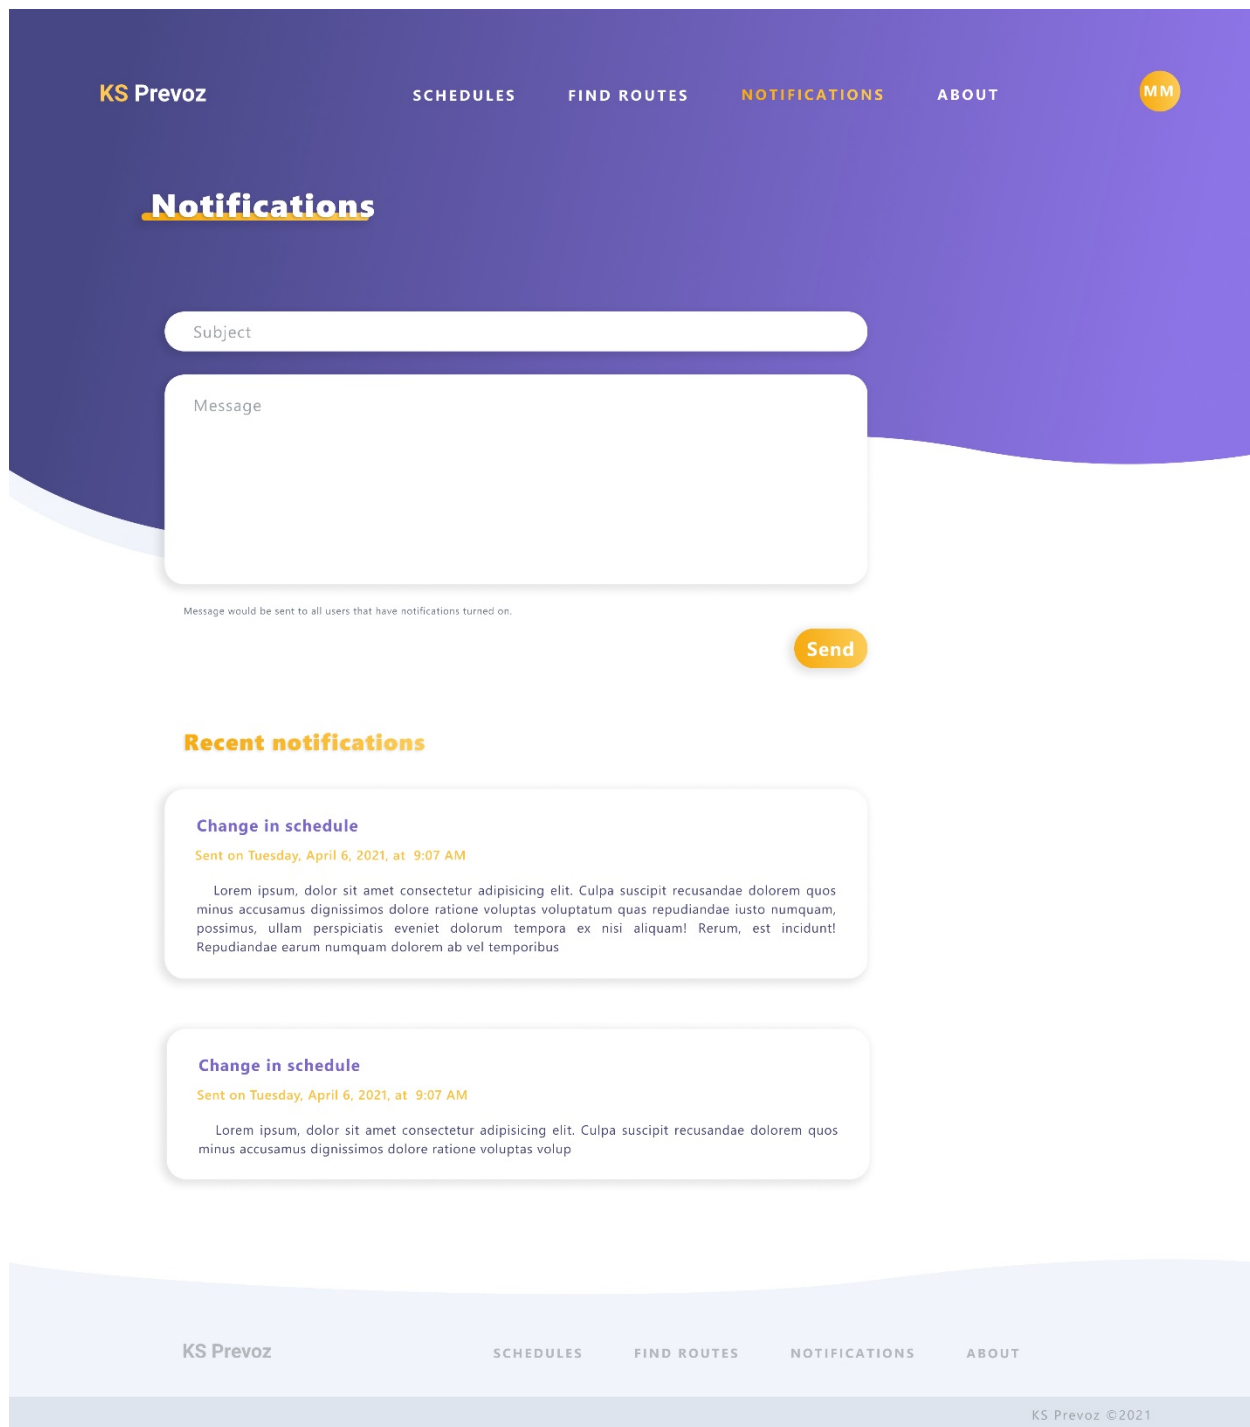 KS Prevoz
SCHEDULES
FIND ROUTES
NOTIFICATIONS
ABOUT
MM
Notifications
Subject
Message
Message would be sent to all users that have notifications turned on.
Send
Recent notifications
Change in schedule
Sent on Tuesday, April 6, 2021, at 9:07 AM
Lorem ipsum, dolor sit amet consectetur adipisicing elit. Culpa suscipit recusandae dolorem quos
minus accusamus dignissimos dolore ratione voluptas voluptatum quas repudiandae iusto numquam,
possimus, ullam perspiciatis eveniet dolorum tempora ex nisi aliquam! Rerum, est incidunt!
Repudiandae earum numquam dolorem ab vel temporibus
Change in schedule
Sent on Tuesday, April 6, 2021, at 9:07 AM
Lorem ipsum, dolor sit amet consectetur adipisicing elit. Culpa suscipit recusandae dolorem quos
minus accusamus dignissimos dolore ratione voluptas volup
KS Prevoz
SCHEDULES
FIND ROUTES
NOTIFICATIONS
ABOUT
KS Prevoz ©2021